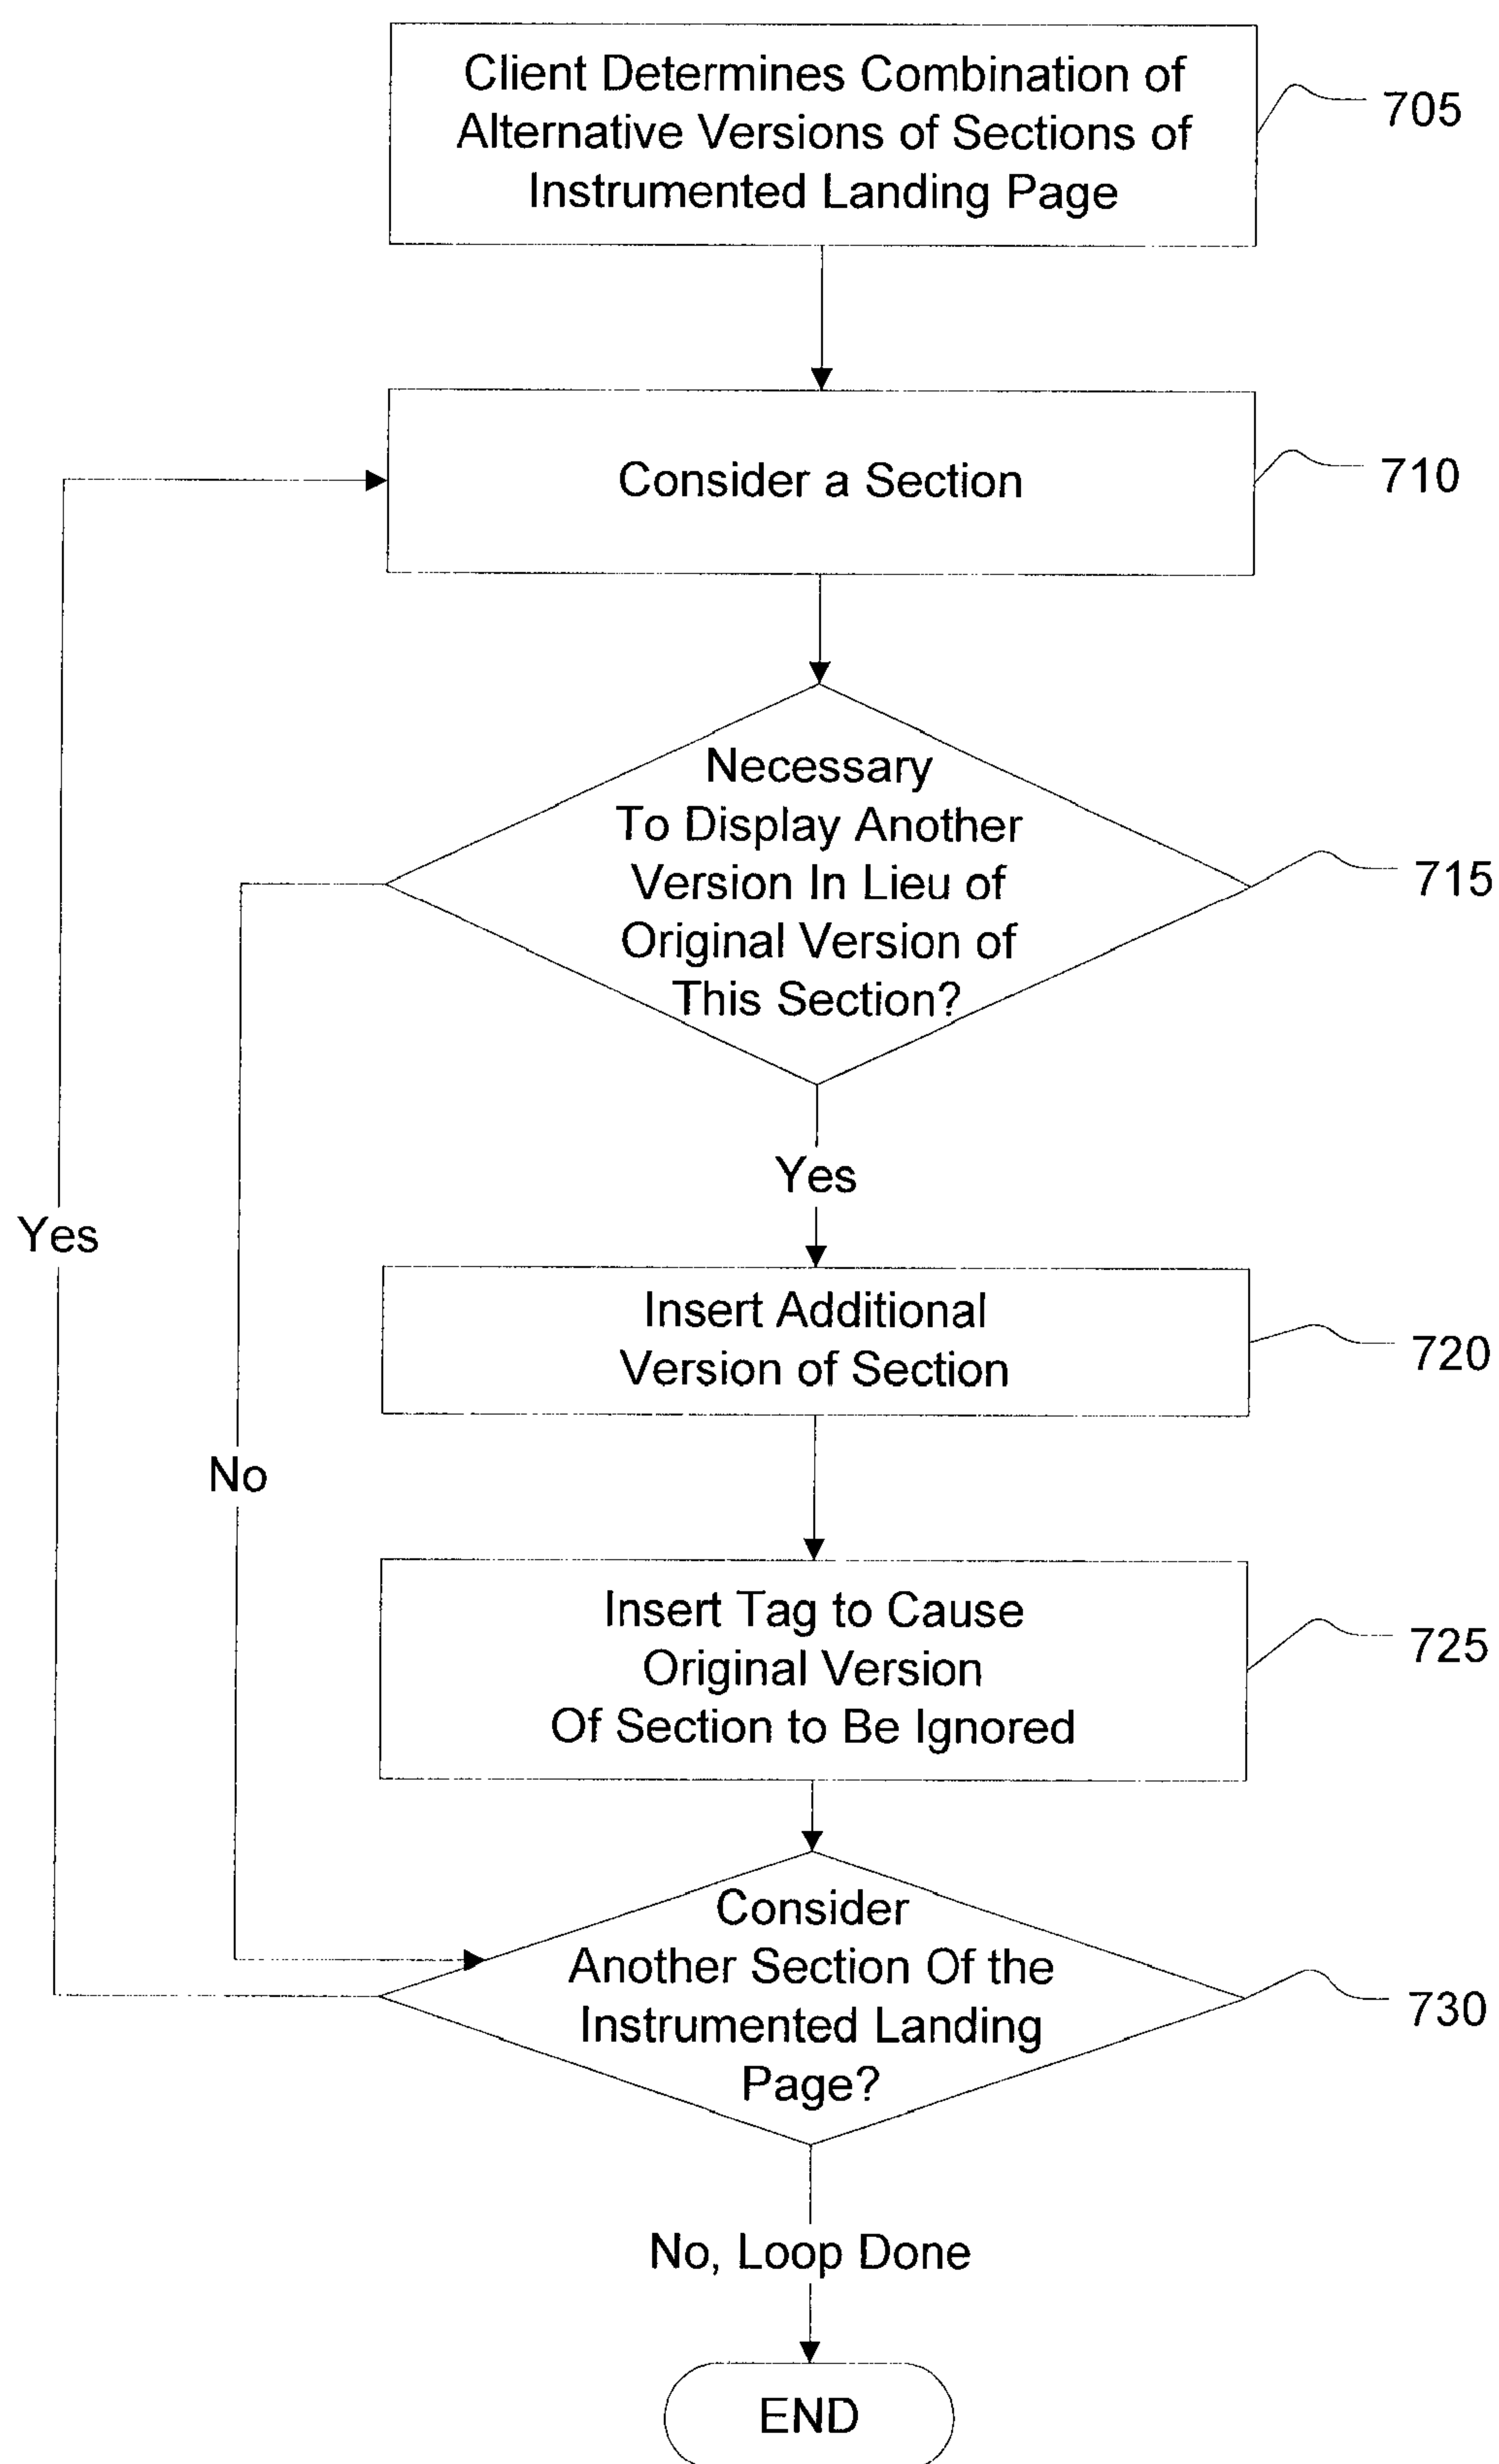 Client Determines Combination of
Alternative Versions of Sections of
Instrumented Landing Page
705
Consider a Section
710
Necessary
To Display Another
Version In Lieu of
Original Version of
This Section?
715
Yes
Yes
Insert Additional
Version of Section
720
No
Insert Tag to Cause
Original Version
Of Section to Be Ignored
725
Consider
Another Section Of the
Instrumented Landing
Page?
730
No, Loop Done
END